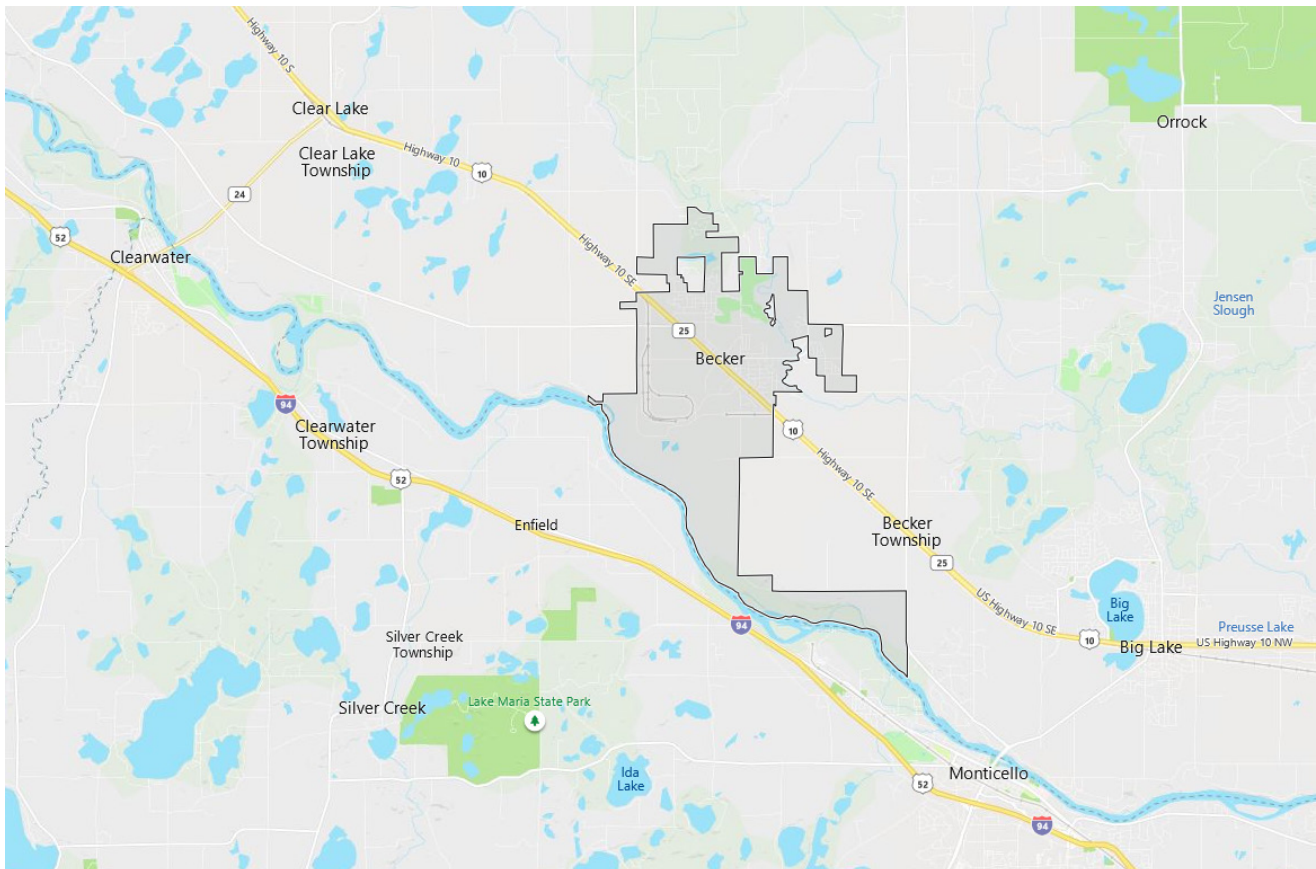 Highway 10 S
Clear Lake
Orrock
Clear Lake
Township
Highway 10
10
24
52
Clearwater
Highway 10 SE
Jensen
Slough
25
Becker
94
Clearwater
Township
10
52
Highway 10 SE
Enfield
Becker
Township
25
US Highway 10 SE
Big
Lake
94
Silver Creek
Township
Preusse Lake
10
US Highway 10 NW
Big Lake
Lake Maria State Park
Silver Creek
Ida
Lake
Monticello
52
94